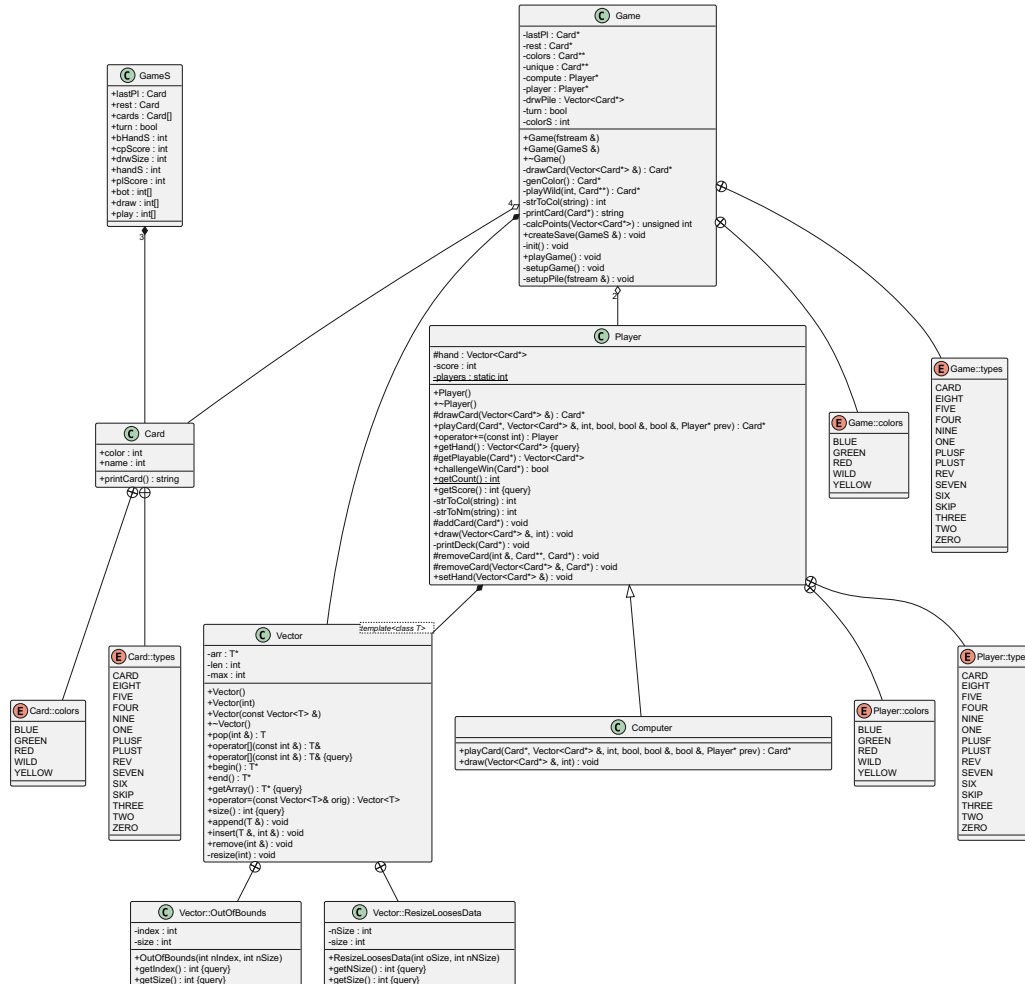 C Game
-lastPl : Card*
-rest : Card*
-colors : Card**
-unique : Card**
-compute : Player*
-player : Player*
-drwPile : Vector<Card*>
-turn : bool
-colorS : int
+Game(fstream &)
+Game(GameS &)
+~Game()
-drawCard(Vector<Card*> &) : Card*
-genColor() : Card*
-playWild(int, Card**) : Card*
-strToCol(string) : int
-printCard(Card*) : string
-calcPoints(Vector<Card*>) : unsigned int
+createSave(GameS &) : void
-init() : void
+playGame() : void
-setupGame() : void
-setupPile(fstream &) : void
C GameS
+lastPl : Card
+rest : Card
+cards : Card[]
+turn : bool
+bHandS : int
+cpScore : int
+drwSize : int
+handS : int
+plScore : int
+bot : int[]
+draw : int[]
+play : int[]
3
4
2
C Player
#hand : Vector<Card*>
-score : int
-players : static int
+Player()
+~Player()
#drawCard(Vector<Card*> &) : Card*
+playCard(Card*, Vector<Card*> &, int, bool, bool &, bool &, Player* prev) : Card*
+operator+=(const int) : Player
+getHand() : Vector<Card*> {query}
#getPlayable(Card*) : Vector<Card*>
+challengeWin(Card*) : bool
+getCount() : int
+getScore() : int {query}
-strToCol(string) : int
-strToNm(string) : int
#addCard(Card*) : void
+draw(Vector<Card*> &, int) : void
-printDeck(Card*) : void
#removeCard(int &, Card**, Card*) : void
#removeCard(Vector<Card*> &, Card*) : void
+setHand(Vector<Card*> &) : void
E Game::types
CARD
EIGHT
FIVE
FOUR
NINE
ONE
PLUSF
PLUST
REV
SEVEN
SIX
SKIP
THREE
TWO
ZERO
E Game::colors
BLUE
GREEN
RED
WILD
YELLOW
C Card
+color : int
+name : int
+printCard() : string
C Vector
template<class T>
-arr : T*
-len : int
-max : int
+Vector()
+Vector(int)
+Vector(const Vector<T> &)
+~Vector()
+pop(int &) : T
+operator[](const int &) : T&
+operator[](const int &) : T& {query}
+begin() : T*
+end() : T*
+getArray() : T* {query}
+operator=(const Vector<T>& orig) : Vector<T>
+size() : int {query}
+append(T &) : void
+insert(T &, int &) : void
+remove(int &) : void
-resize(int) : void
E Card::types
CARD
EIGHT
FIVE
FOUR
NINE
ONE
PLUSF
PLUST
REV
SEVEN
SIX
SKIP
THREE
TWO
ZERO
E Card::colors
BLUE
GREEN
RED
WILD
YELLOW
C Computer
+playCard(Card*, Vector<Card*> &, int, bool, bool &, bool &, Player* prev) : Card*
+draw(Vector<Card*> &, int) : void
E Player::colors
BLUE
GREEN
RED
WILD
YELLOW
E Player::type
CARD
EIGHT
FIVE
FOUR
NINE
ONE
PLUSF
PLUST
REV
SEVEN
SIX
SKIP
THREE
TWO
ZERO
C Vector::OutOfBounds
-index : int
-size : int
+OutOfBounds(int nIndex, int nSize)
+getIndex() : int {query}
+getSize() : int {query}
C Vector::ResizeLoosesData
-nSize : int
-size : int
+ResizeLoosesData(int oSize, int nNSize)
+getNSize() : int {query}
+getSize() : int {query}